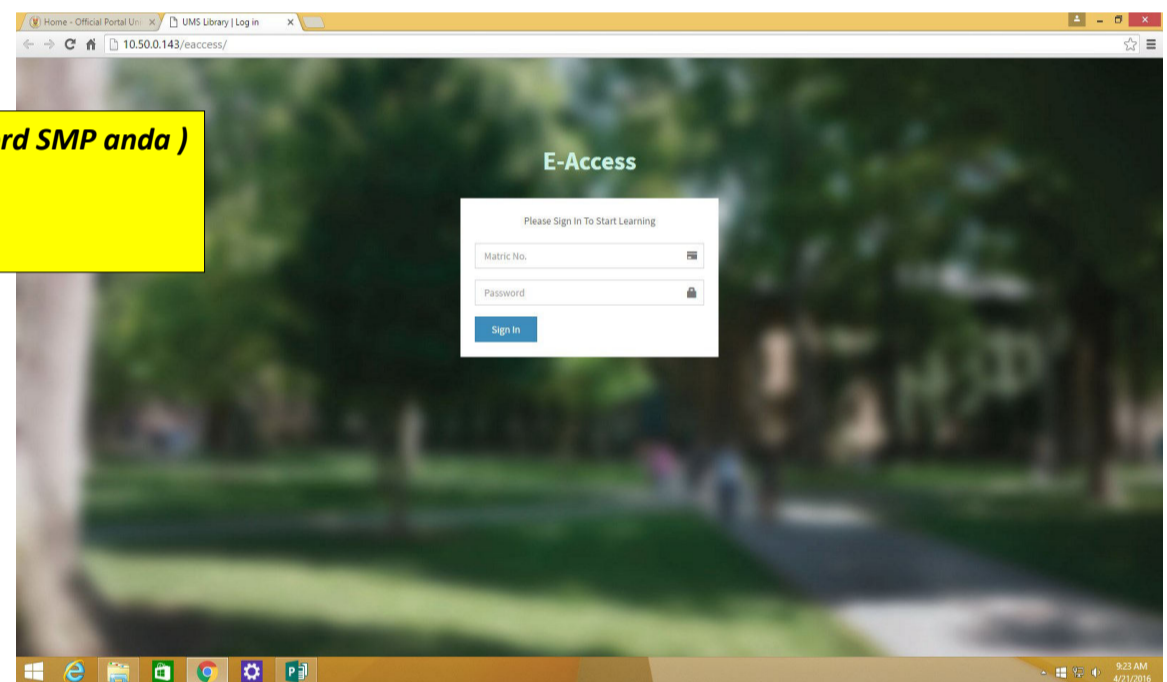 Home - Official Portal Uni
UMS Library | Log in
10.50.0.143/eaccess/
rd SMP anda )
E-Access
Please Sign In To Start Learning
Matric No.
Password
Sign In
9:23 AM
4/21/2016